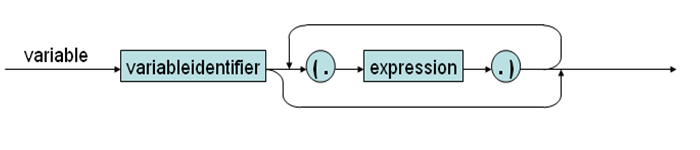 variable
variableidentifier (. expression .)